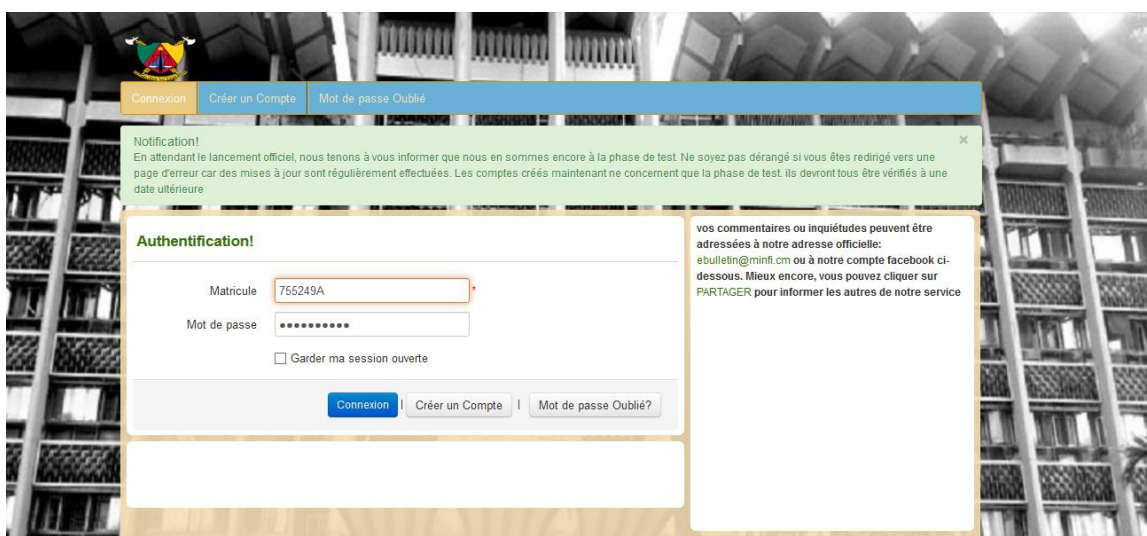 Connexion
Créer un Compte
Mot de passe Oublié
Notification!
En attendant le lancement officiel, nous tenons à vous informer que nous en sommes encore à la phase de test. Ne soyez pas dérangé si vous êtes redirigé vers une
page d'erreur car des mises à jour sont régulièrement effectuées. Les comptes créés maintenant ne concernent que la phase de test. ils devront tous être vérifiés à une
date ultérieure
×
Authentification!
Matricule
755249A
*
Mot de passe
Garder ma session ouverte
Connexion | Créer un Compte | Mot de passe Oublié?
vos commentaires ou inquiétudes peuvent être
adressées à notre adresse officielle:
ebulletin@minfi.cm ou à notre compte facebook ci-
dessous. Mieux encore, vous pouvez cliquer sur
PARTAGER pour informer les autres de notre service